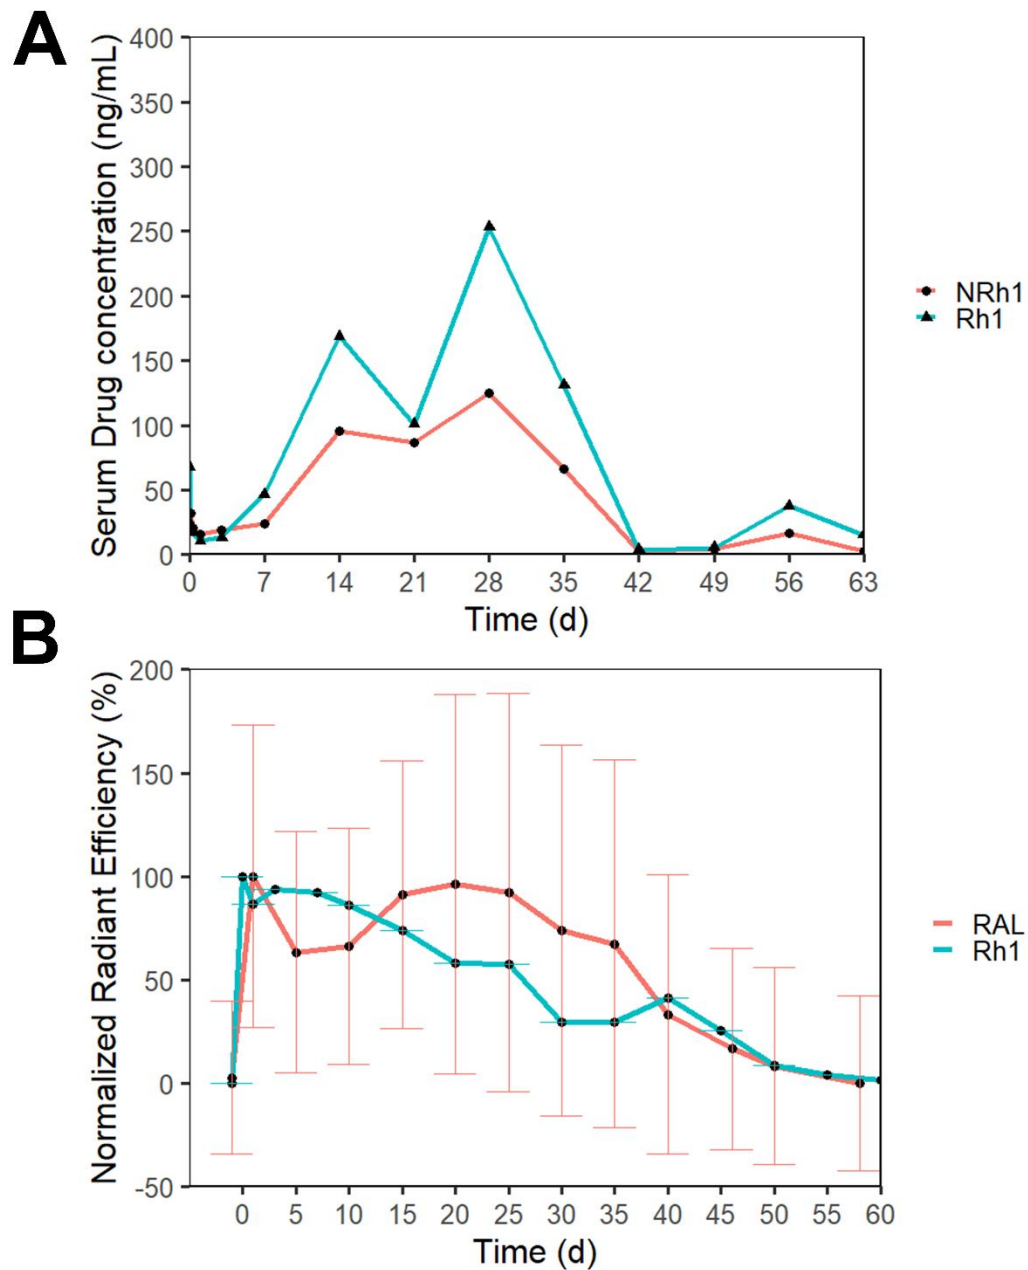 A
Serum Drug concentration (ng/mL)
400
350
300
250
200
150
100
50
0
0 7 14 21 28 35 42 49 56 63
Time (d)
NRh1
Rh1
B
Normalized Radiant Efficiency (%)
200
150
100
50
0
-50
0 5 10 15 20 25 30 35 40 45 50 55 60
Time (d)
RAL
Rh1